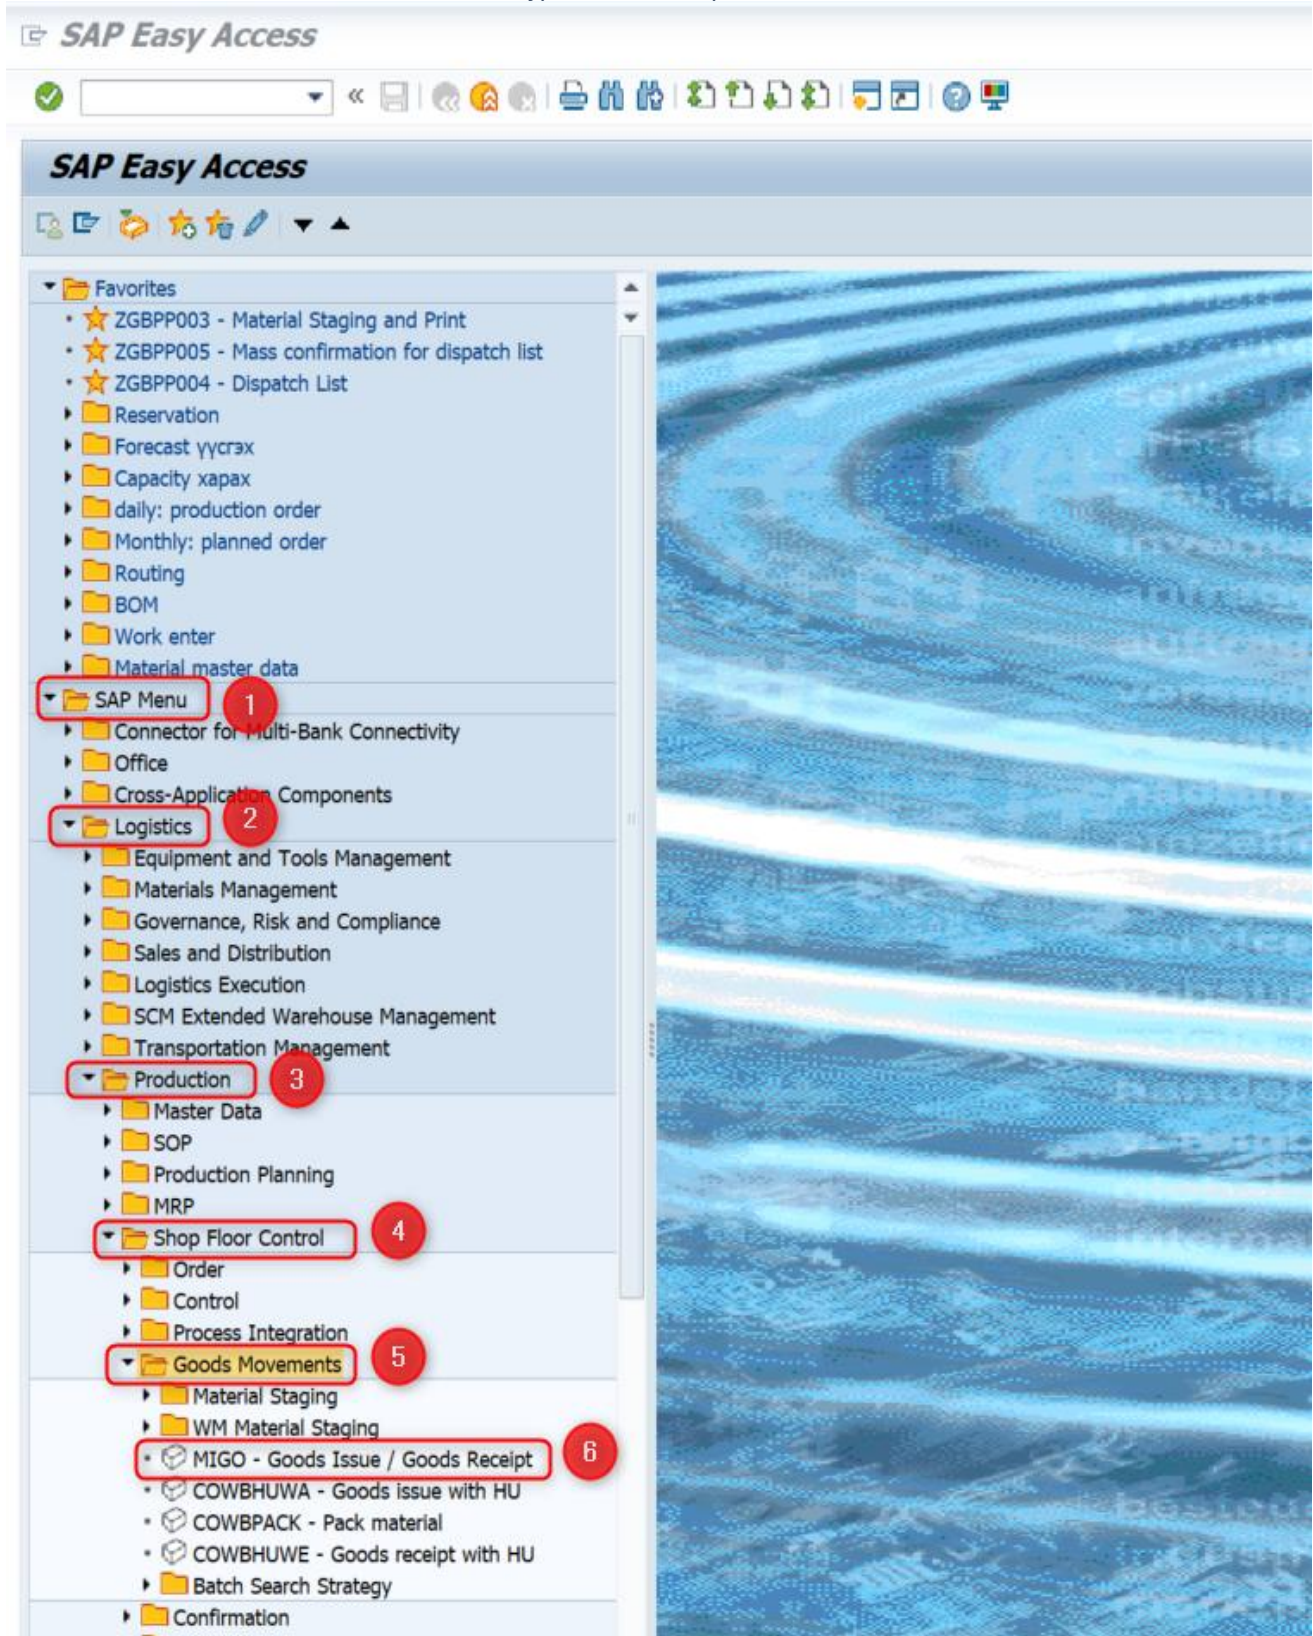 SAP Easy Access
SAP Easy Access
Favorites
ZGBPP003 - Material Staging and Print
ZGBPP005 - Mass confirmation for dispatch list
ZGBPP004 - Dispatch List
Reservation
Forecast үүсгэх
Capacity харах
daily: production order
Monthly: planned order
Routing
BOM
Work enter
Material master data
SAP Menu 1
Connector for Multi-Bank Connectivity
Office
Cross-Application Components
Logistics 2
Equipment and Tools Management
Materials Management
Governance, Risk and Compliance
Sales and Distribution
Logistics Execution
SCM Extended Warehouse Management
Transportation Management
Production 3
Master Data
SOP
Production Planning
MRP
Shop Floor Control 4
Order
Control
Process Integration
Goods Movements 5
Material Staging
WM Material Staging
MIGO - Goods Issue / Goods Receipt 6
COWBHUWA - Goods issue with HU
COWBPACK - Pack material
COWBHUWE - Goods receipt with HU
Batch Search Strategy
Confirmation